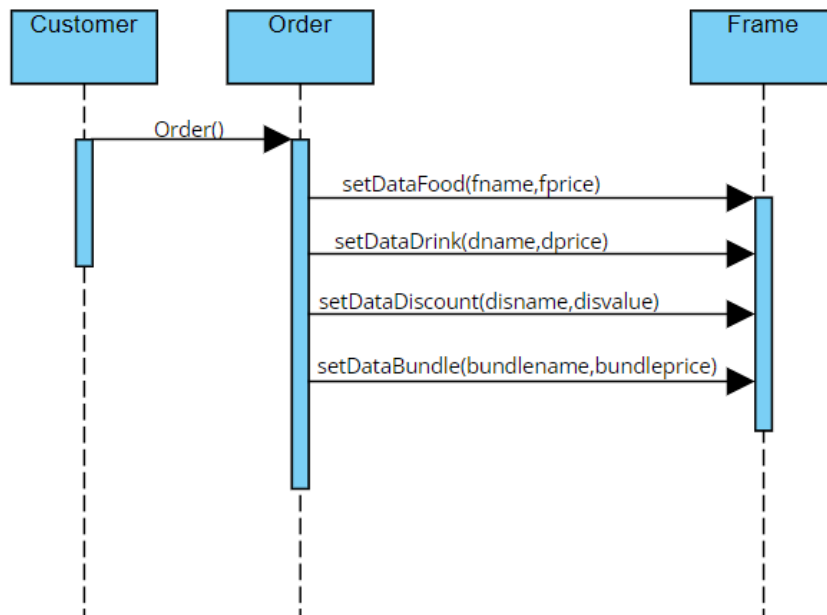 Customer
Order
Frame
Order()
setDataFood(fname,fprice)
setDataDrink(dname,dprice)
setDataDiscount(disname,disvalue)
setDataBundle(bundlename,bundleprice)